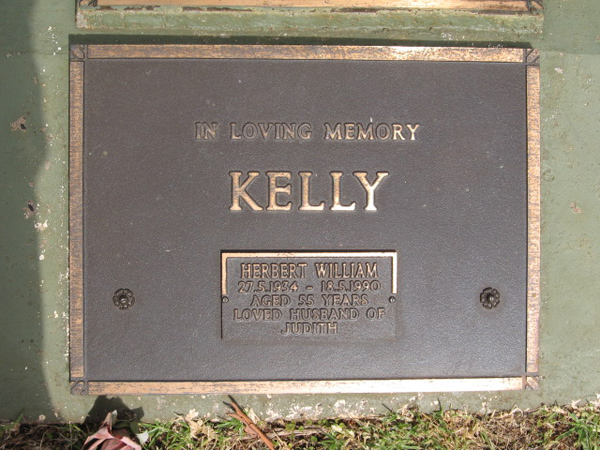 IN LOVING MEMORY
KELLY
HERBERT WILLIAM
27.5.1934 - 18.5.1990
AGED 55 YEARS
LOVED HUSBAND OF
JUDITH